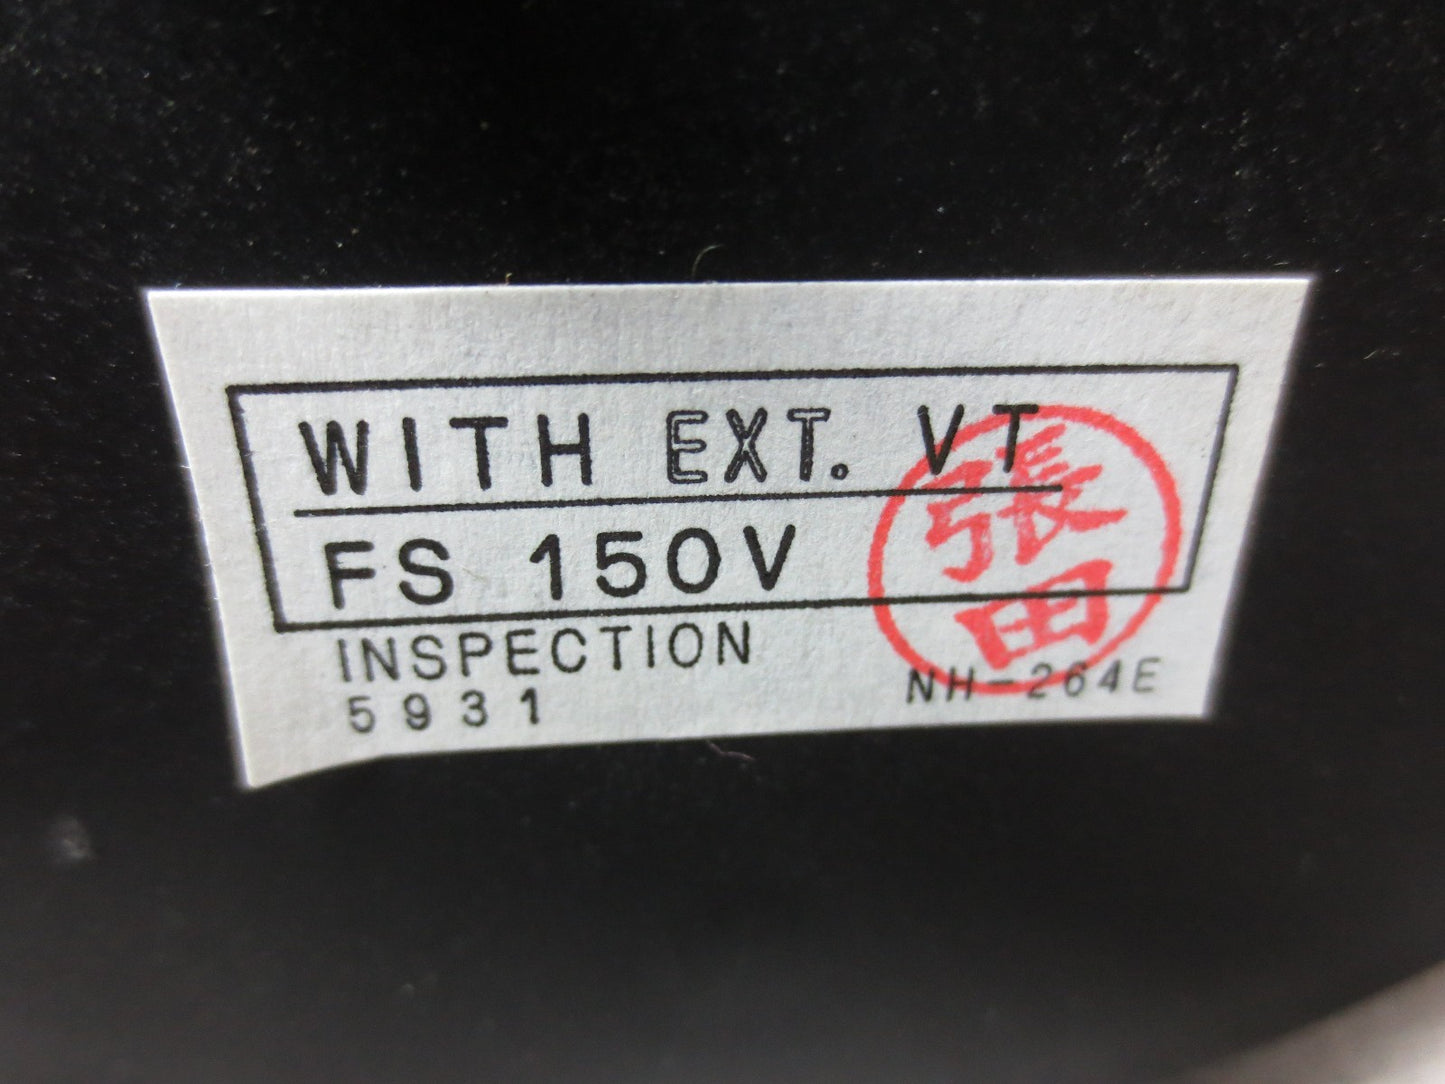 WITH EXT. VT
FS 150V
張田
INSPECTION
5931
NH-264E